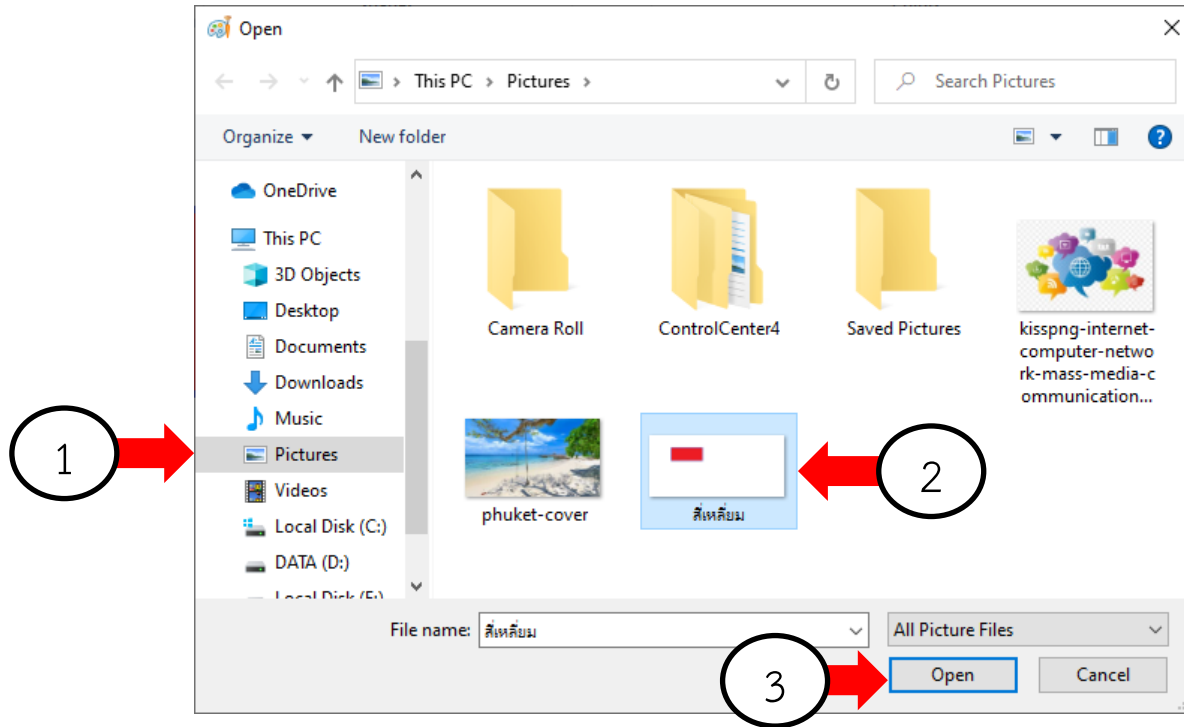 Open
This PC > Pictures >
Search Pictures
Organize
New folder
OneDrive
This PC
3D Objects
Desktop
Documents
Downloads
Music
Pictures
Videos
Local Disk (C:)
DATA (D:)
Camera Roll
ControlCenter4
Saved Pictures
kisspng-internet-
computer-netwo
rk-mass-media-c
ommunication...
phuket-cover
สี่เหลี่ยม
1
2
File name: สี่เหลี่ยม
All Picture Files
3
Open
Cancel